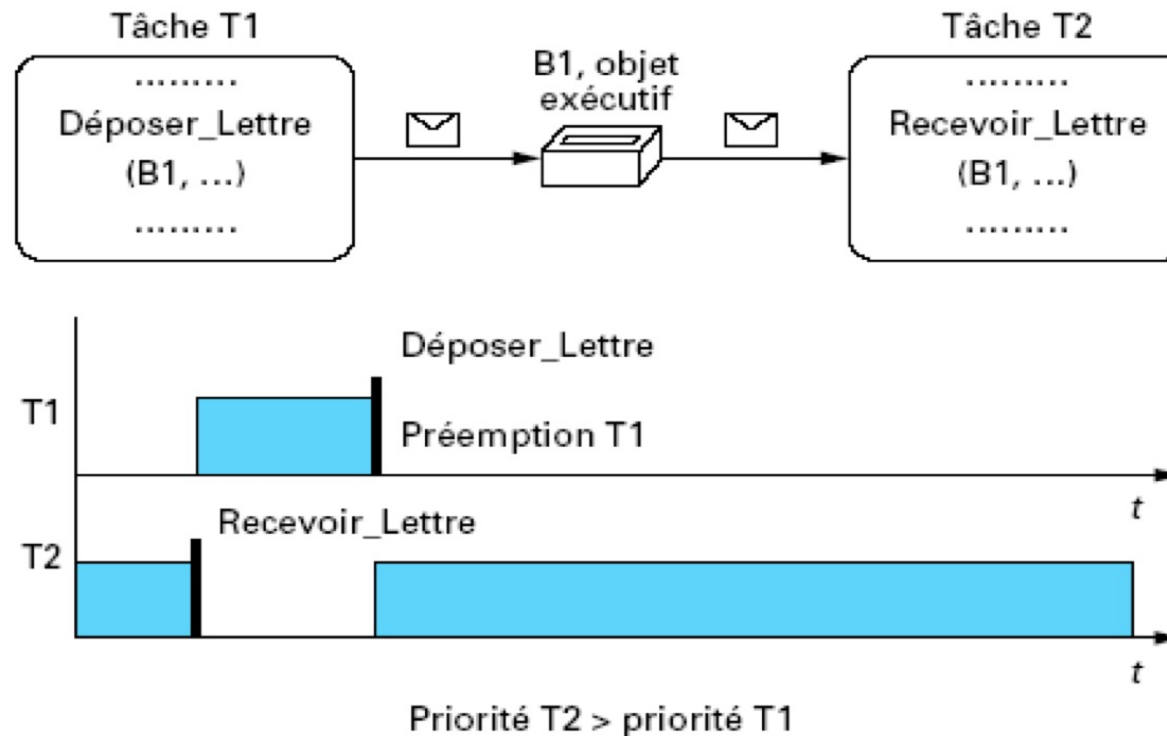 Tâche T1
.........
Déposer_Lettre
(B1, ...)
.........
B1, objet
exécutif
Tâche T2
.........
Recevoir_Lettre
(B1, ...)
.........
Déposer_Lettre
T1
Préemption T1
t
Recevoir_Lettre
T2
t
Priorité T2 > priorité T1